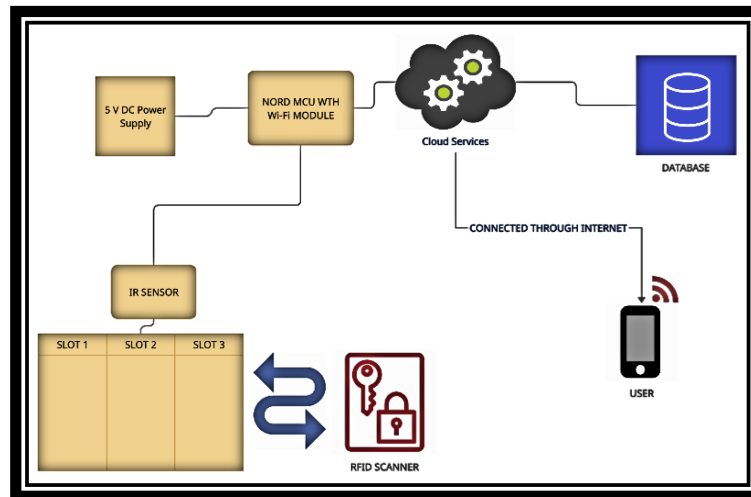 5 V DC Power
Supply
NORD MCU WTH
Wi-Fi MODULE
Cloud Services
DATABASE
CONNECTED THROUGH INTERNET
IR SENSOR
SLOT 1
SLOT 2
SLOT 3
USER
RFID SCANNER